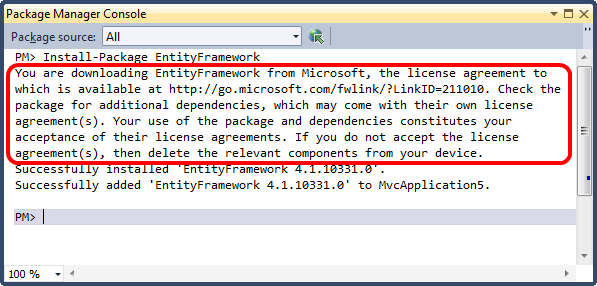 Package Manager Console
Package source: All
PM> Install-Package EntityFramework
You are downloading EntityFramework from Microsoft, the license agreement to
which is available at http://go.microsoft.com/fwlink/?LinkID=211010. Check the
package for additional dependencies, which may come with their own license
agreement(s). Your use of the package and dependencies constitutes your
acceptance of their license agreements. If you do not accept the license
agreement(s), then delete the relevant components from your device.
Successfully installed 'EntityFramework 4.1.10331.0'.
Successfully added 'EntityFramework 4.1.10331.0' to MvcApplication5.
PM>
100 %